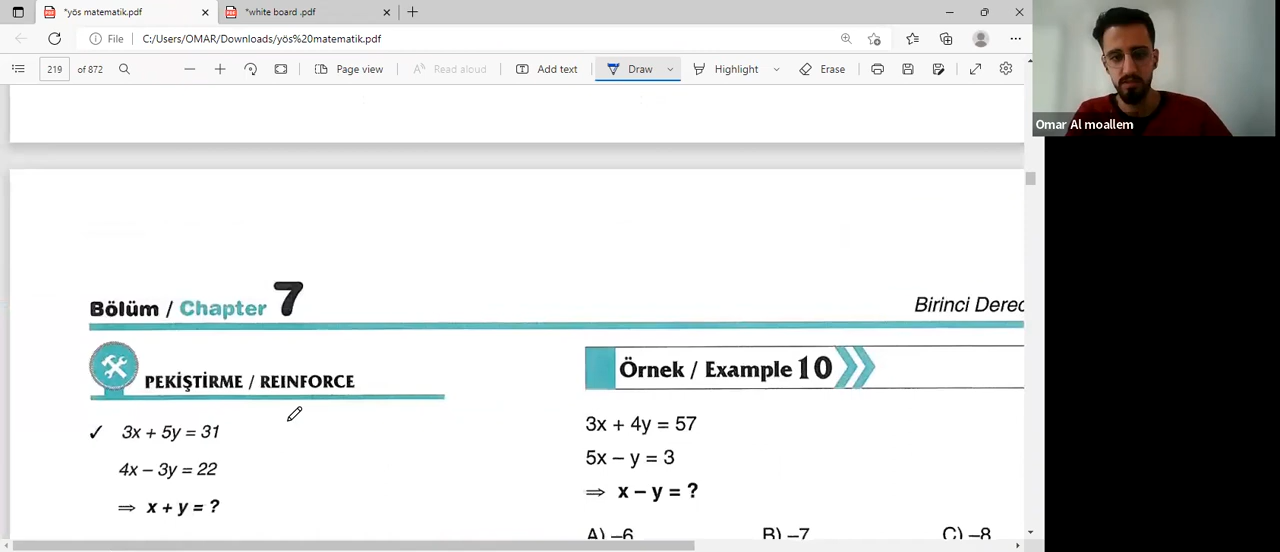 *yös matematik.pdf
*white board .pdf
File
C:/Users/OMAR/Downloads/yös%20matematik.pdf
219 of 872
Page view
Read aloud
Add text
Draw
Highlight
Erase
Omar Al moallem
Bölüm / Chapter 7
Birinci Derec
PEKİŞTİRME / REINFORCE
✓ 3x + 5y = 31
4x – 3y = 22
⇒ x + y = ?
Örnek / Example 10
3x + 4y = 57
5x – y = 3
⇒ x – y = ?
A) –6 B) –7 C) –8